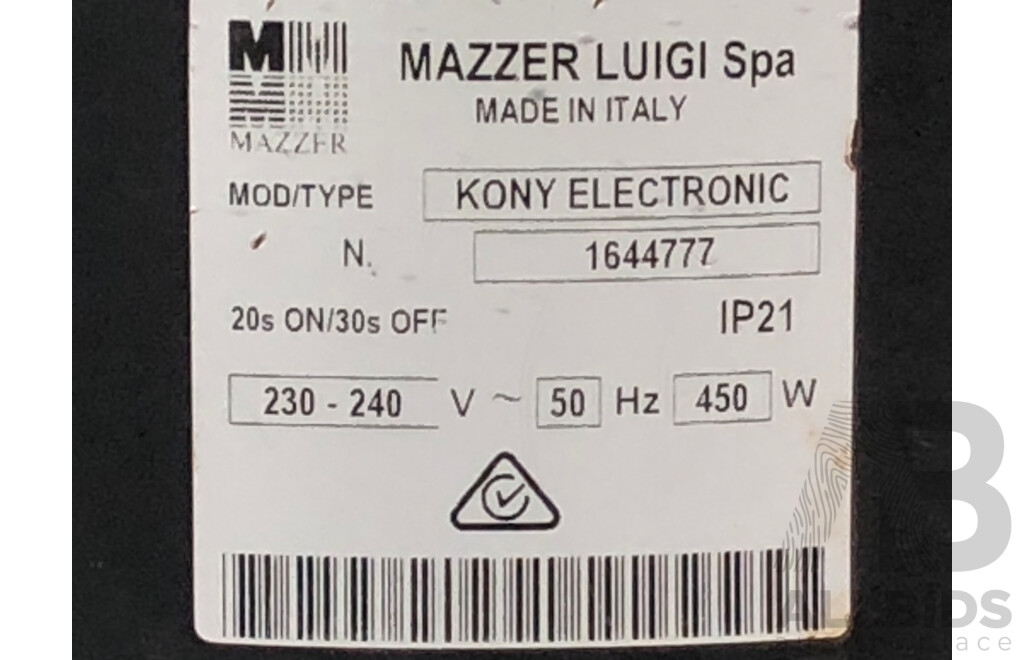 MAZZER LUIGI Spa
MADE IN ITALY
MAZZER
MOD/TYPE KONY ELECTRONIC
N. 1644777
20s ON/30s OFF IP21
230 - 240 V ~ 50 Hz 450 W
ALLBIDS